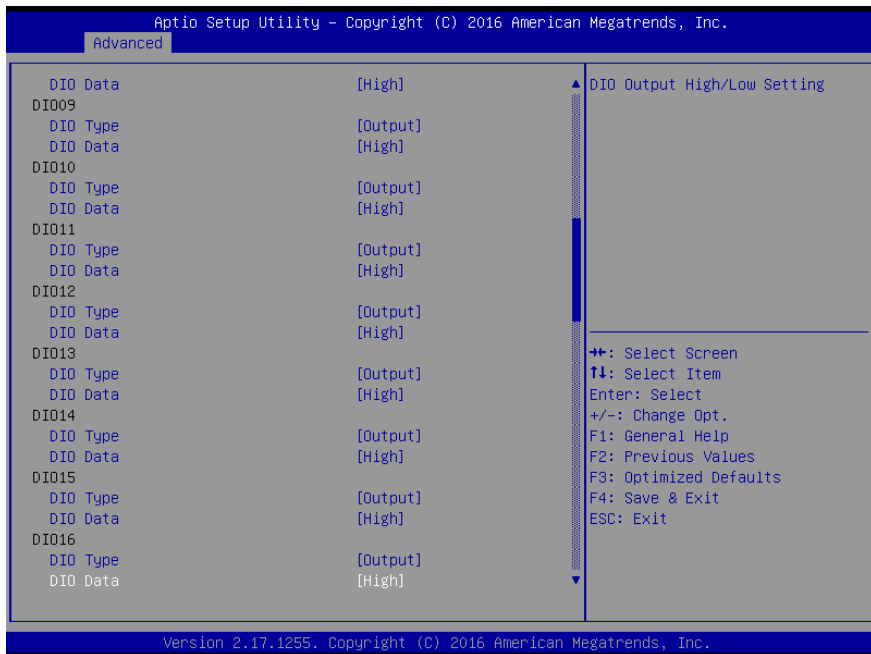 Aptio Setup Utility – Copyright (C) 2016 American Megatrends, Inc.
Advanced
DIO Data [High]
DIO09
DIO Type [Output]
DIO Data [High]
DIO10
DIO Type [Output]
DIO Data [High]
DIO11
DIO Type [Output]
DIO Data [High]
DIO12
DIO Type [Output]
DIO Data [High]
DIO13
DIO Type [Output]
DIO Data [High]
DIO14
DIO Type [Output]
DIO Data [High]
DIO15
DIO Type [Output]
DIO Data [High]
DIO16
DIO Type [Output]
DIO Data [High]
DIO Output High/Low Setting
→←: Select Screen
↑↓: Select Item
Enter: Select
+/-: Change Opt.
F1: General Help
F2: Previous Values
F3: Optimized Defaults
F4: Save & Exit
ESC: Exit
Version 2.17.1255. Copyright (C) 2016 American Megatrends, Inc.